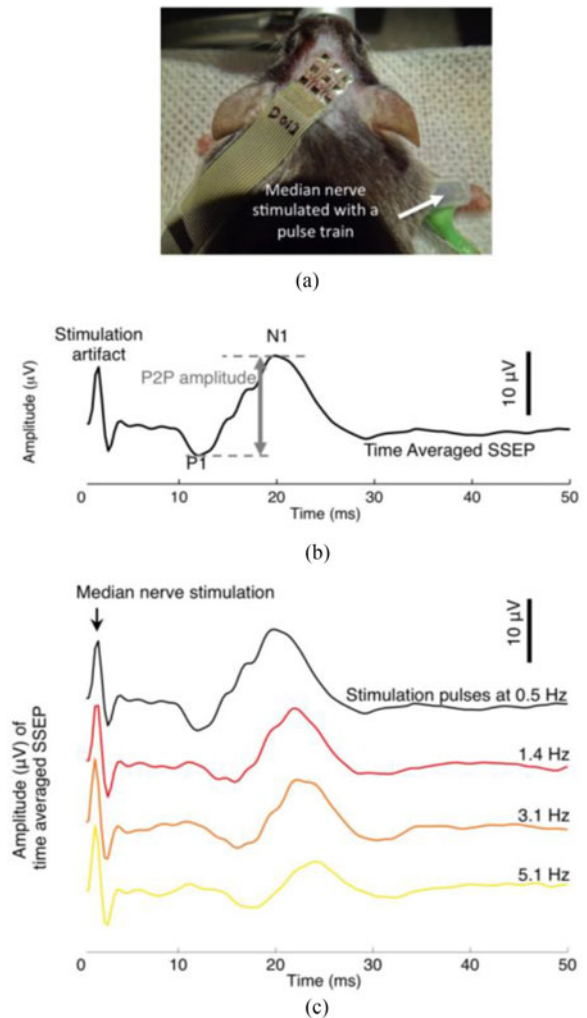 D012
Median nerve
stimulated with a
pulse train
(a)
Stimulation
artifact
N1
P2P amplitude
P1
Time Averaged SSEP
10 µV
Amplitude (µV)
0 10 20 30 40 50
Time (ms)
(b)
Median nerve stimulation
10 µV
Stimulation pulses at 0.5 Hz
1.4 Hz
3.1 Hz
5.1 Hz
Amplitude (µV) of
time averaged SSEP
0 10 20 30 40 50
Time (ms)
(c)